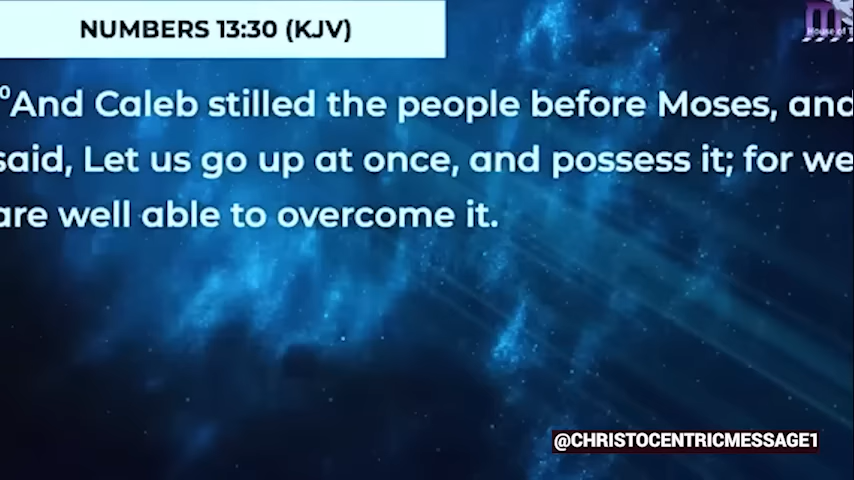 NUMBERS 13:30 (KJV)
⁰And Caleb stilled the people before Moses, and
said, Let us go up at once, and possess it; for we
are well able to overcome it.
@CHRISTOCENTRICMESSAGE1